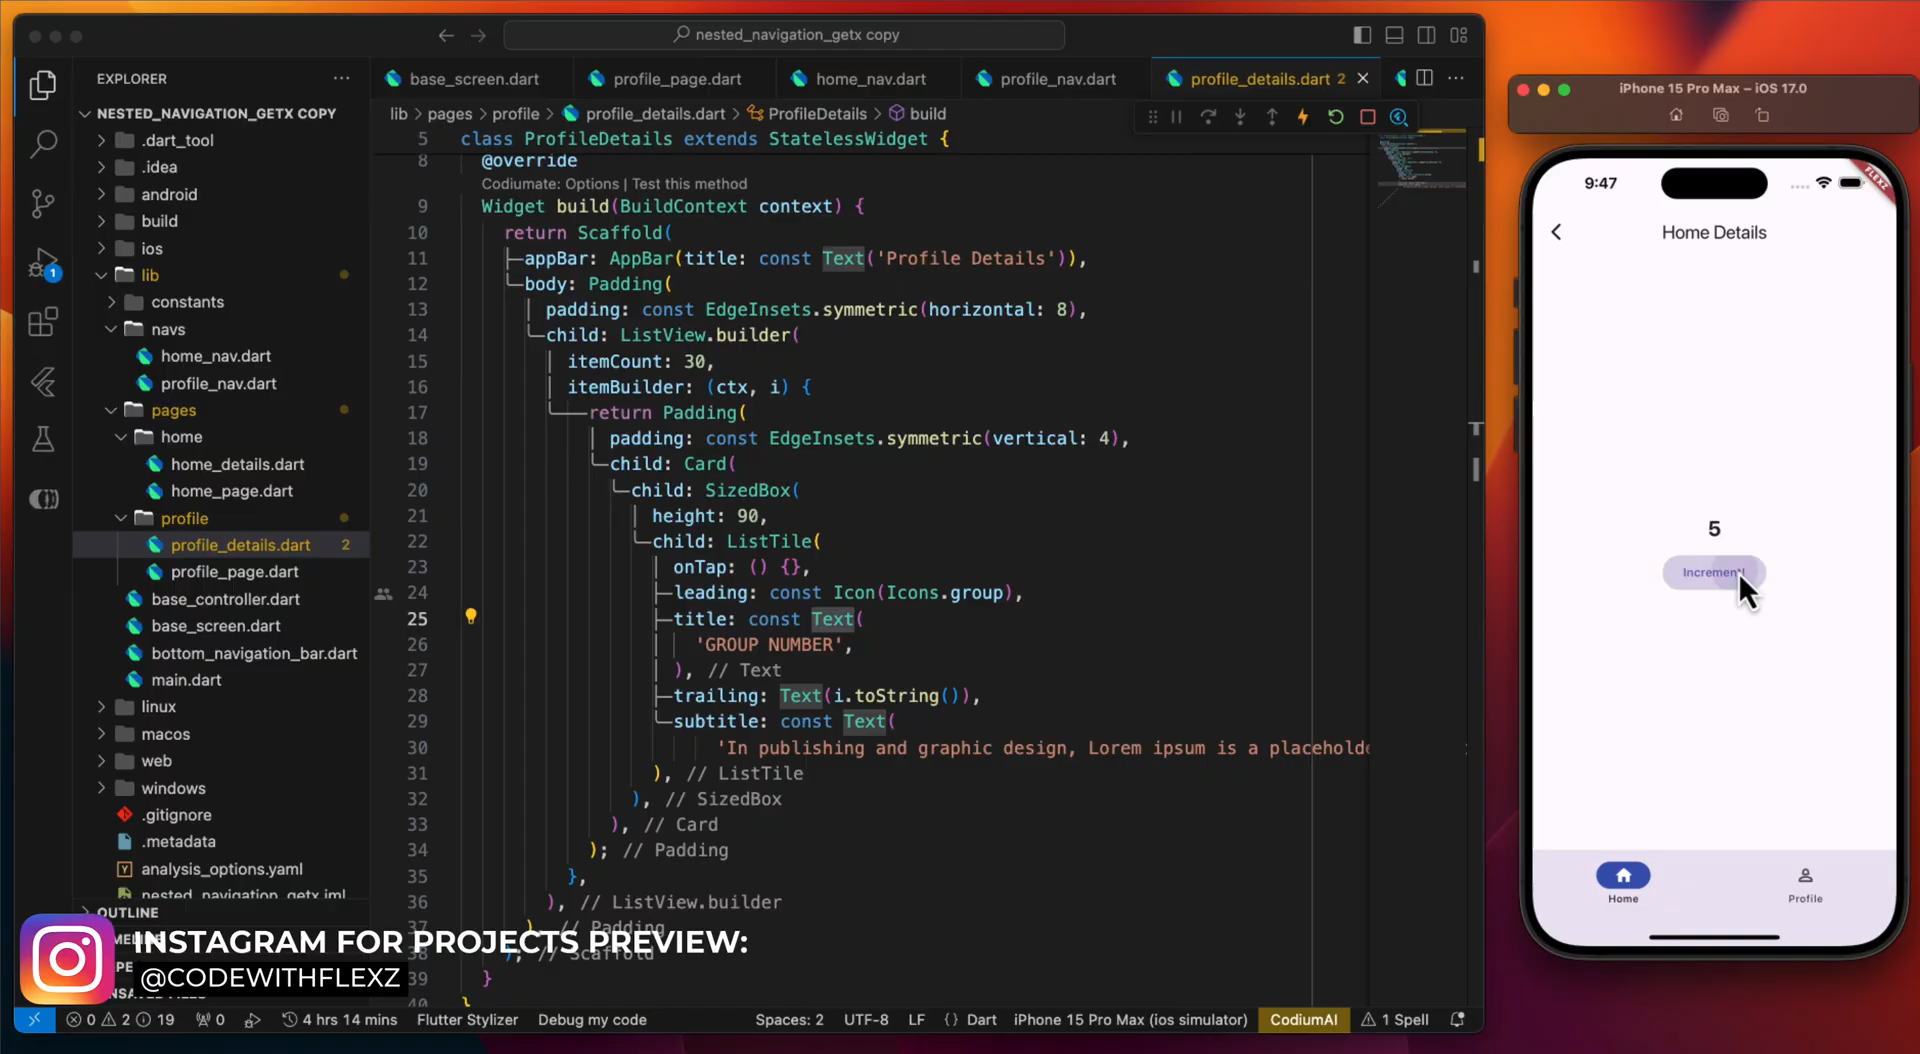 nested_navigation_getx copy
EXPLORER
NESTED_NAVIGATION_GETX COPY
.dart_tool
.idea
android
build
ios
lib
constants
navs
home_nav.dart
profile_nav.dart
pages
home
home_details.dart
home_page.dart
profile
profile_details.dart 2
profile_page.dart
base_controller.dart
base_screen.dart
bottom_navigation_bar.dart
main.dart
linux
macos
web
windows
.gitignore
.metadata
analysis_options.yaml
nested_navigation_getx.iml
OUTLINE
1
base_screen.dart
profile_page.dart
home_nav.dart
profile_nav.dart
profile_details.dart 2
lib > pages > profile > profile_details.dart > ProfileDetails > build
5 class ProfileDetails extends StatelessWidget {
8 @override
Codiumate: Options | Test this method
9 Widget build(BuildContext context) {
10 return Scaffold(
11 appBar: AppBar(title: const Text('Profile Details')),
12 body: Padding(
13 padding: const EdgeInsets.symmetric(horizontal: 8),
14 child: ListView.builder(
15 itemCount: 30,
16 itemBuilder: (ctx, i) {
17 return Padding(
18 padding: const EdgeInsets.symmetric(vertical: 4),
19 child: Card(
20 child: SizedBox(
21 height: 90,
22 child: ListTile(
23 onTap: () {},
24 leading: const Icon(Icons.group),
25 title: const Text(
26 'GROUP NUMBER',
27 ), // Text
28 trailing: Text(i.toString()),
29 subtitle: const Text(
30 'In publishing and graphic design, Lorem ipsum is a placeholde
31 ), // ListTile
32 ), // SizedBox
33 ), // Card
34 ); // Padding
35 },
36 ), // ListView.builder
37 ), // Padding
38 ); // Scaffold
39 }
40 }
INSTAGRAM FOR PROJECTS PREVIEW:
@CODEWITHFLEXZ
0 2 19 0 4 hrs 14 mins Flutter Stylizer Debug my code Spaces: 2 UTF-8 LF {} Dart iPhone 15 Pro Max (ios simulator) CodiumAI 1 Spell
iPhone 15 Pro Max – iOS 17.0
9:47
FLEXZ
Home Details
5
Increment
Home
Profile